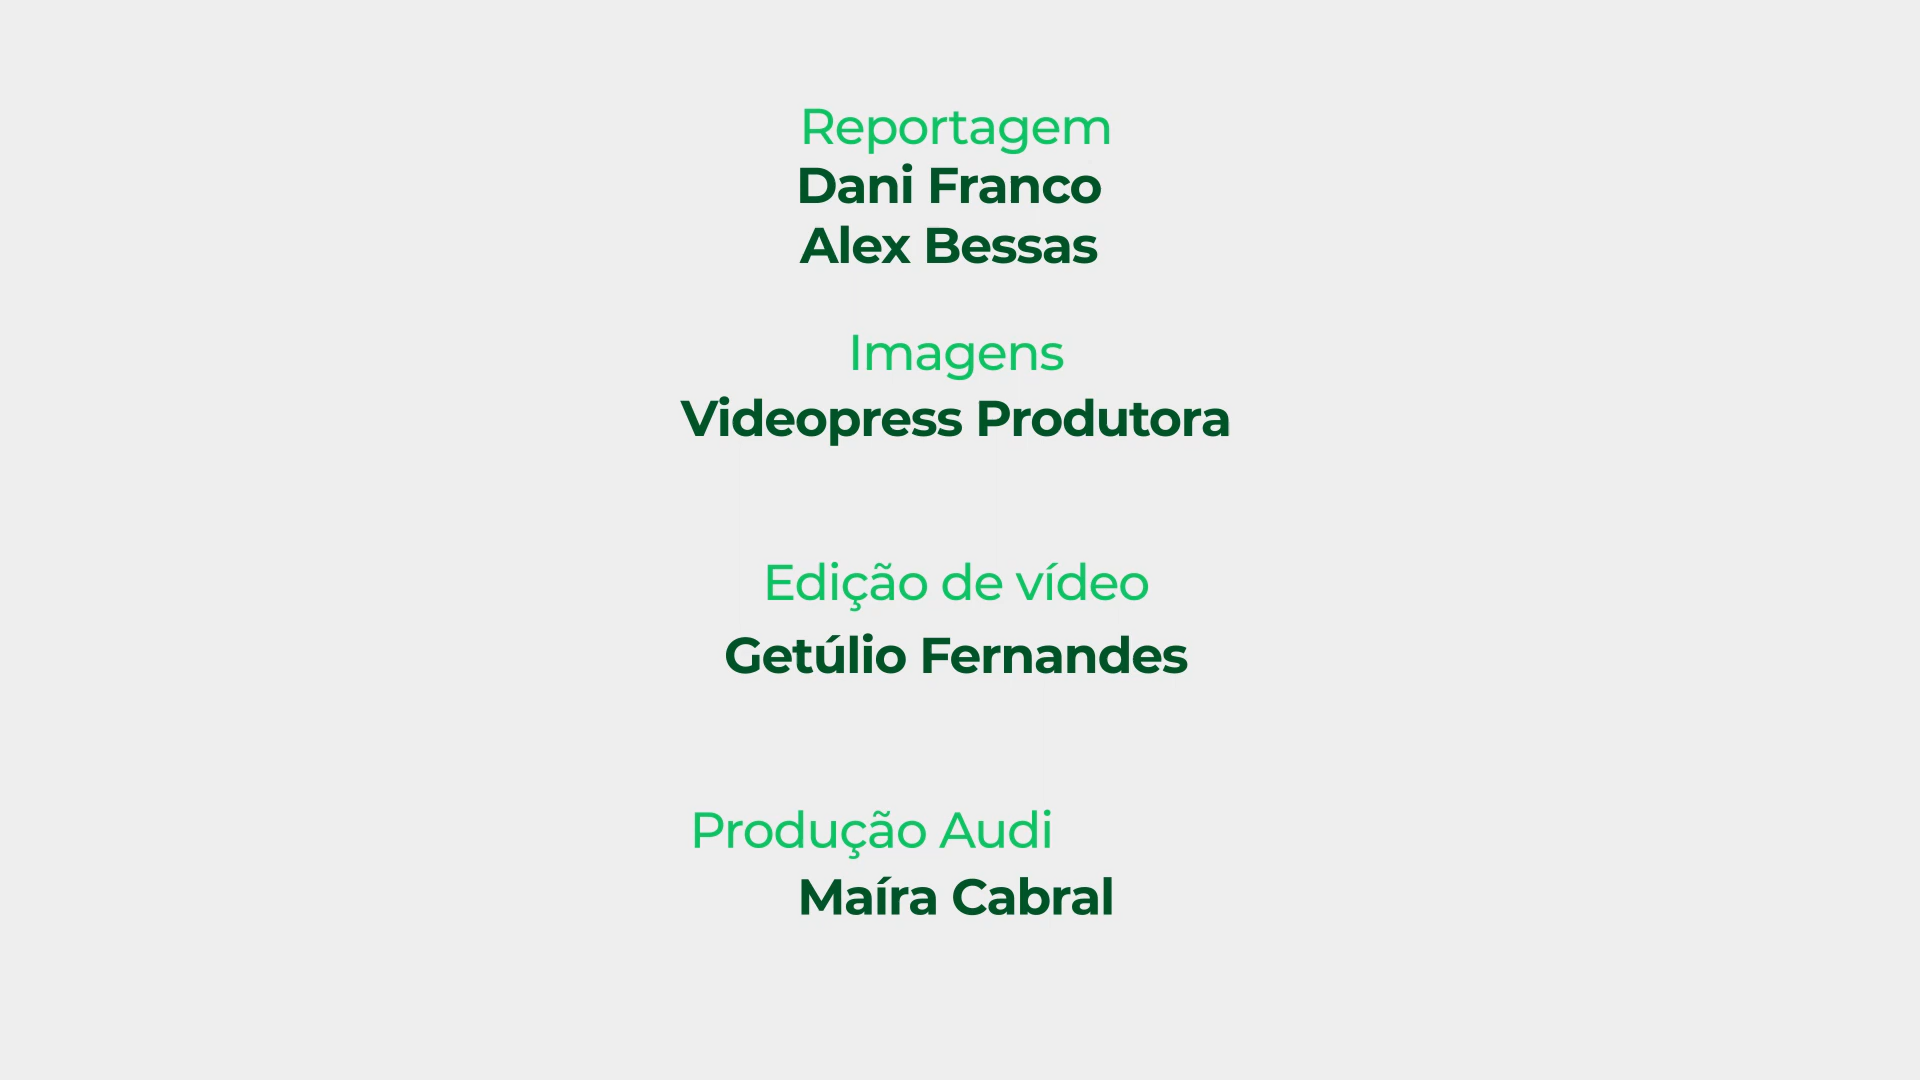 Reportagem
Dani Franco
Alex Bessas
Imagens
Videopress Produtora
Edição de vídeo
Getúlio Fernandes
Produção Audi
Maíra Cabral